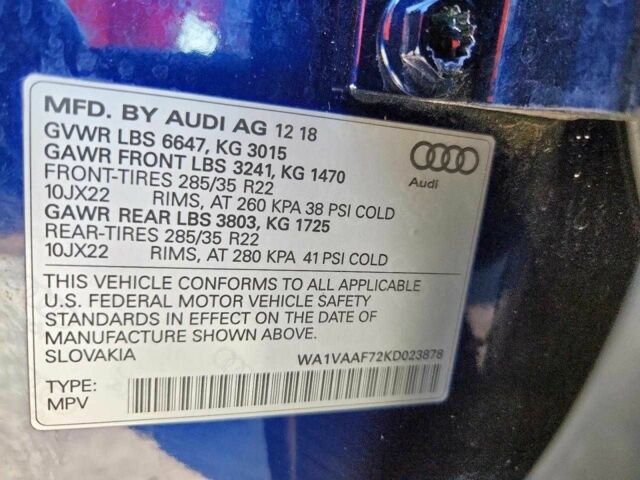 MFD. BY AUDI AG 12 18
GVWR LBS 6647, KG 3015
GAWR FRONT LBS 3241, KG 1470
FRONT-TIRES 285/35 R22
10JX22 RIMS, AT 260 KPA 38 PSI COLD
GAWR REAR LBS 3803, KG 1725
REAR-TIRES 285/35 R22
10JX22 RIMS, AT 280 KPA 41 PSI COLD
Audi
THIS VEHICLE CONFORMS TO ALL APPLICABLE
U.S. FEDERAL MOTOR VEHICLE SAFETY
STANDARDS IN EFFECT ON THE DATE OF
MANUFACTURE SHOWN ABOVE.
SLOVAKIA WA1VAAF72KD023878
TYPE:
MPV